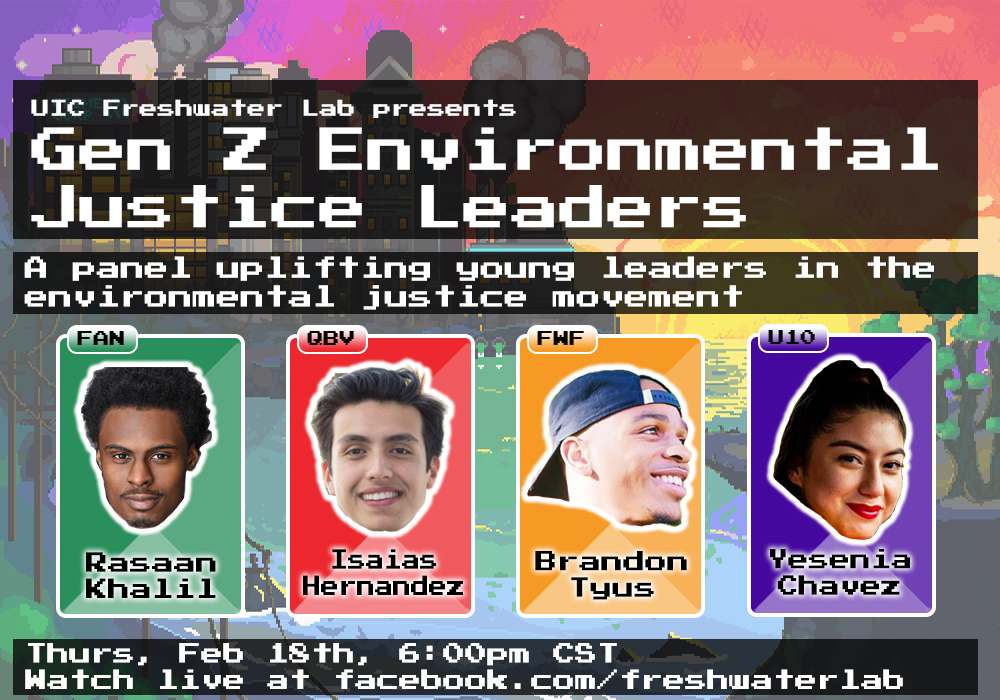 UIC Freshwater Lab presents
Gen Z Environmental
Justice Leaders
A panel uplifting young leaders in the
environmental justice movement
FAN
Rasaan
Khalil
QBV
Isaias
Hernandez
FWF
Brandon
Tyus
U10
Yesenia
Chavez
Thurs, Feb 18th, 6:00pm CST
Watch live at facebook.com/freshwaterlab